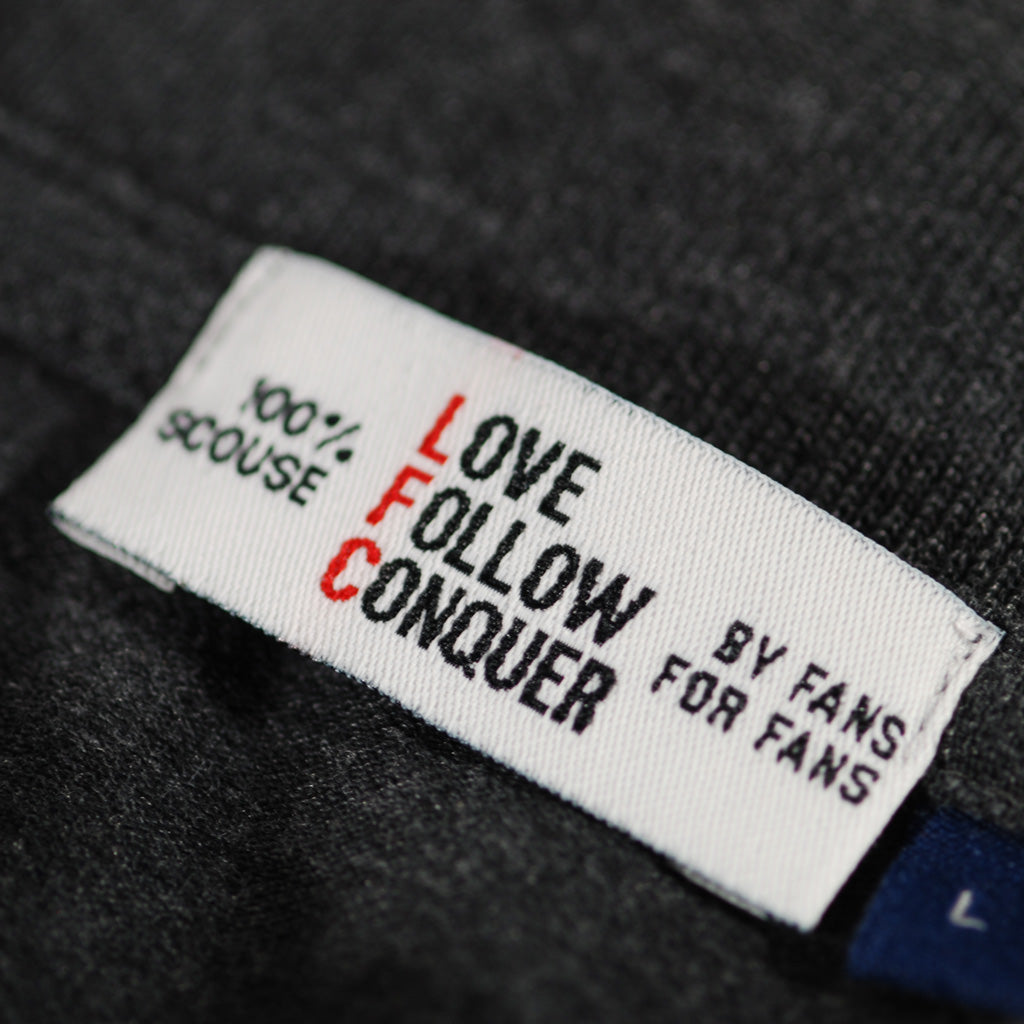 100%
SCOUSE
LOVE
FOLLOW
CONQUER
BY FANS
FOR FANS
L